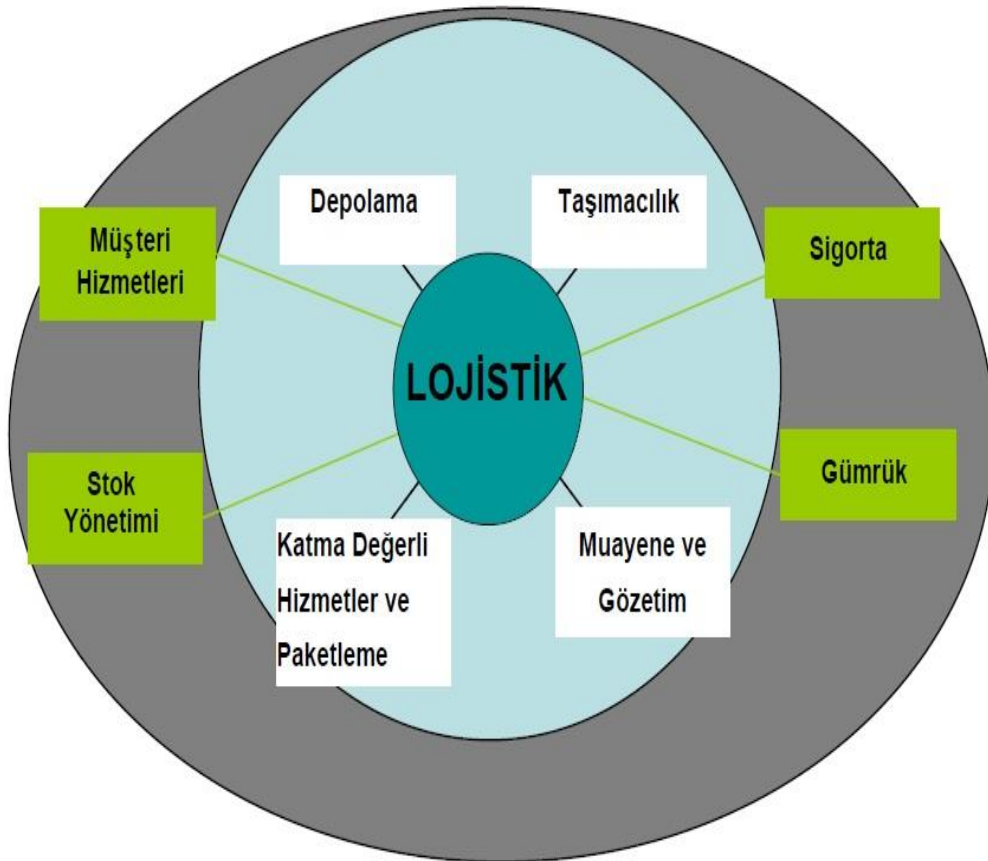 Depolama
Taşımacılık
Müşteri
Hizmetleri
Sigorta
LOJİSTİK
Stok
Yönetimi
Gümrük
Katma Değerli
Hizmetler ve
Paketleme
Muayene ve
Gözetim